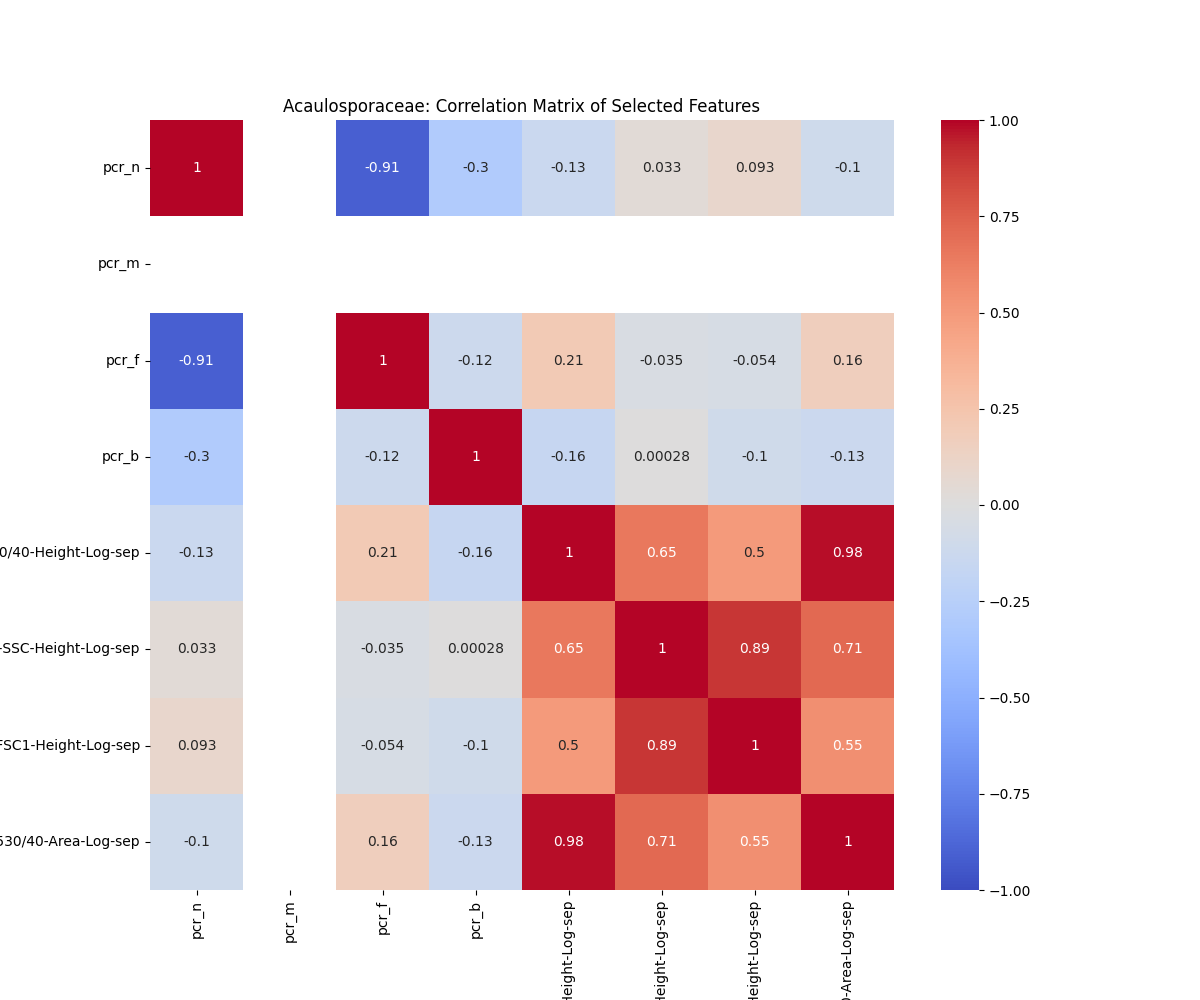 Acaulosporaceae: Correlation Matrix of Selected Features
pcr_n 1 -0.91 -0.3 -0.13 0.033 0.093 -0.1
pcr_m
pcr_f -0.91 1 -0.12 0.21 -0.035 -0.054 0.16
pcr_b -0.3 -0.12 1 -0.16 0.00028 -0.1 -0.13
0/40-Height-Log-sep -0.13 0.21 -0.16 1 0.65 0.5 0.98
-SSC-Height-Log-sep 0.033 -0.035 0.00028 0.65 1 0.89 0.71
FSC1-Height-Log-sep 0.093 -0.054 -0.1 0.5 0.89 1 0.55
530/40-Area-Log-sep -0.1 0.16 -0.13 0.98 0.71 0.55 1
pcr_n
pcr_m
pcr_f
pcr_b
Height-Log-sep
Height-Log-sep
Height-Log-sep
-Area-Log-sep
1.00
0.75
0.50
0.25
0.00
−0.25
−0.50
−0.75
−1.00